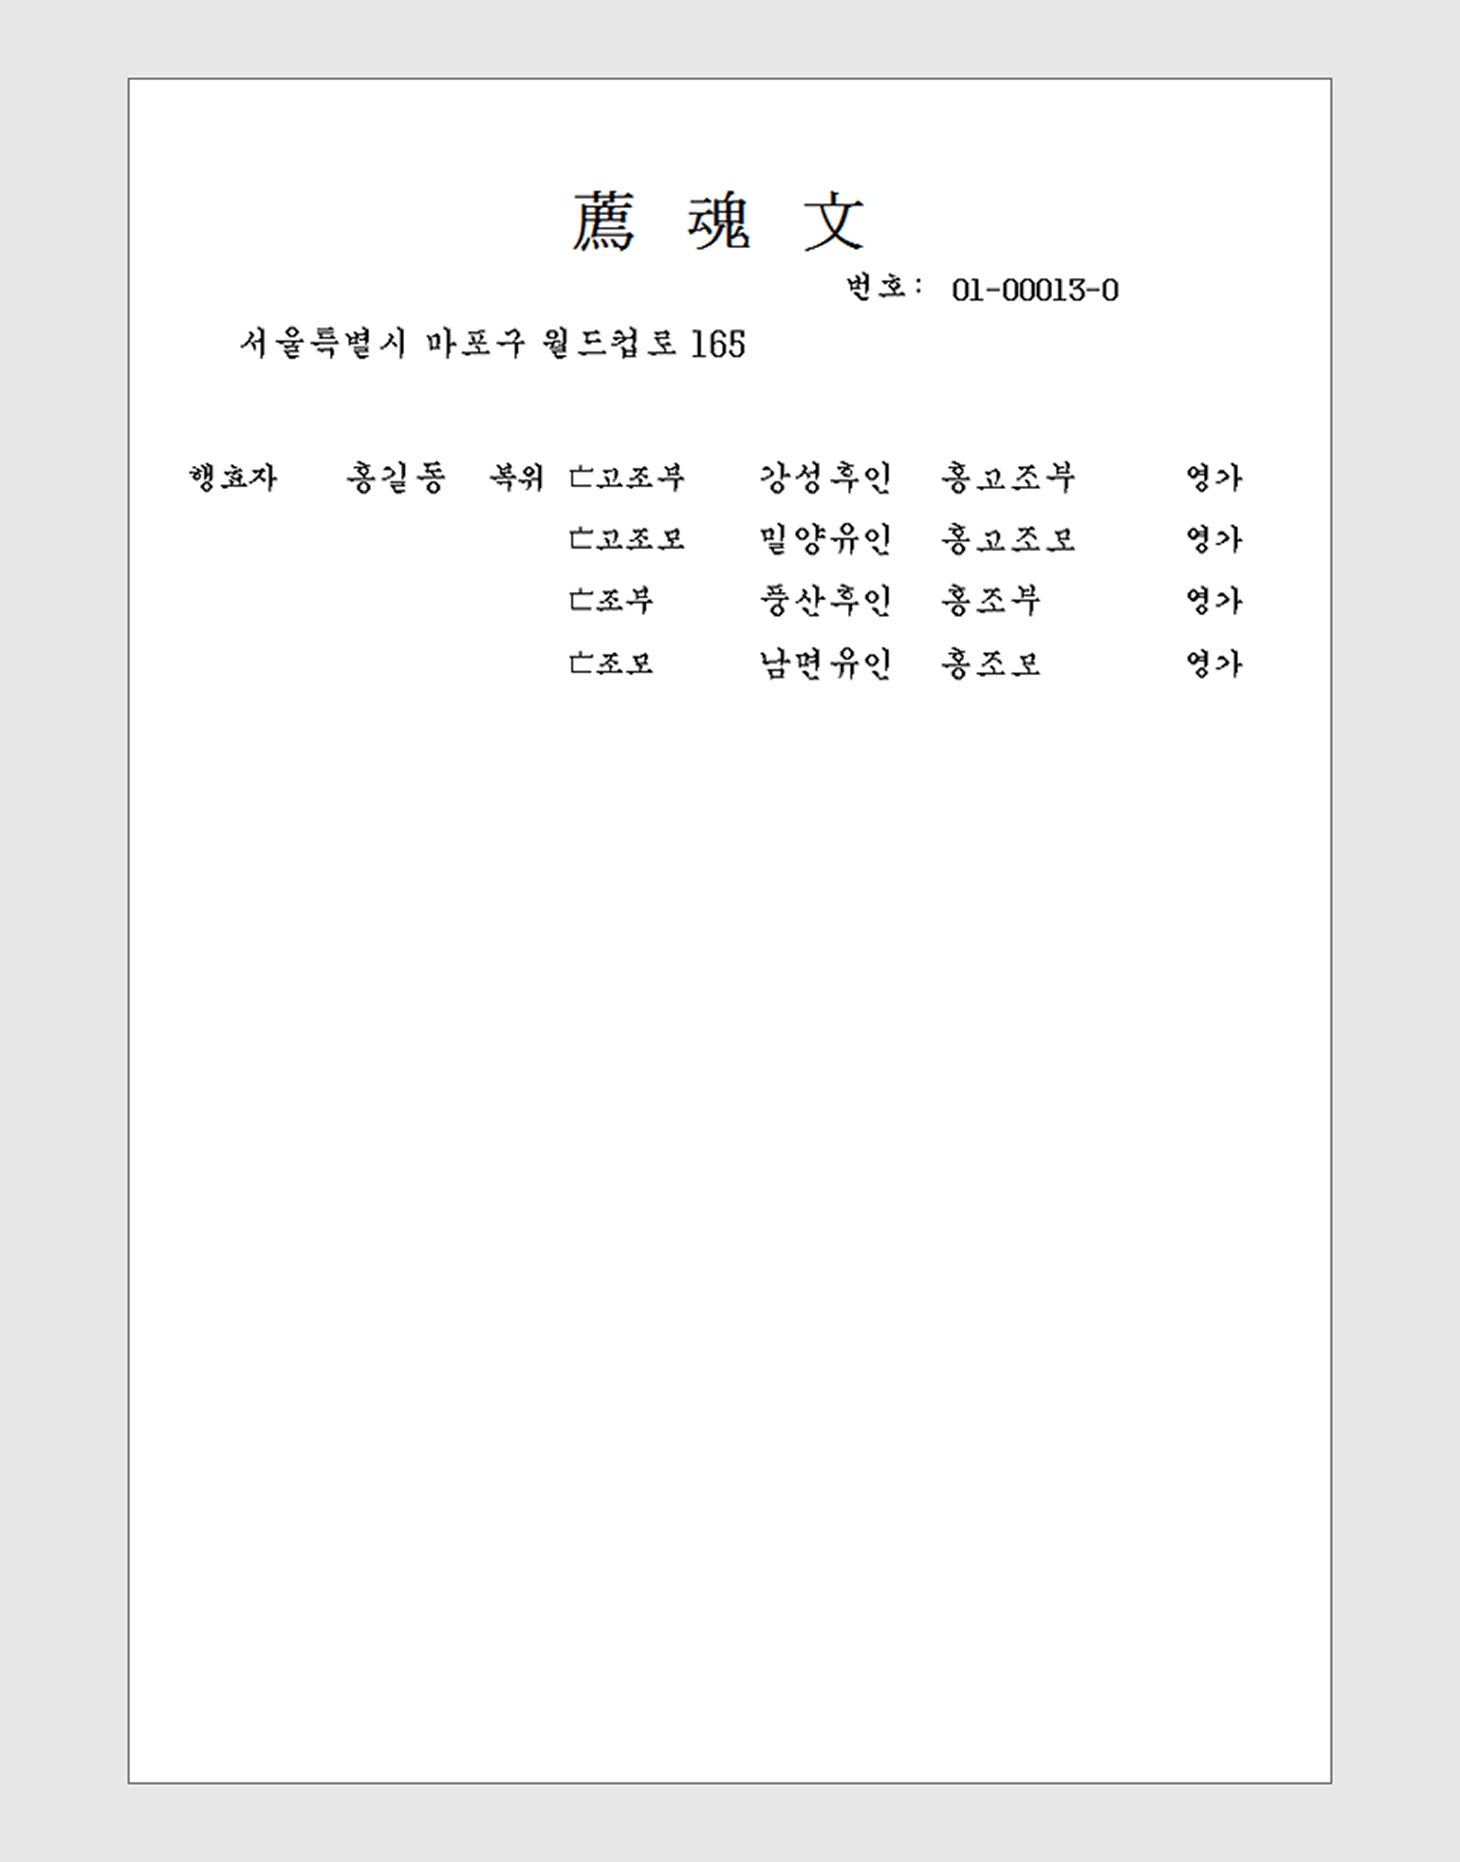 薦 魂 文
번호: 01-00013-0
서울특별시 마포구 월드컵로 165
행효자 홍길동 복위 亡고조부 강성후인 홍고조부 영가
亡고조모 밀양유인 홍고조모 영가
亡조부 풍산후인 홍조부 영가
亡조모 남면유인 홍조모 영가